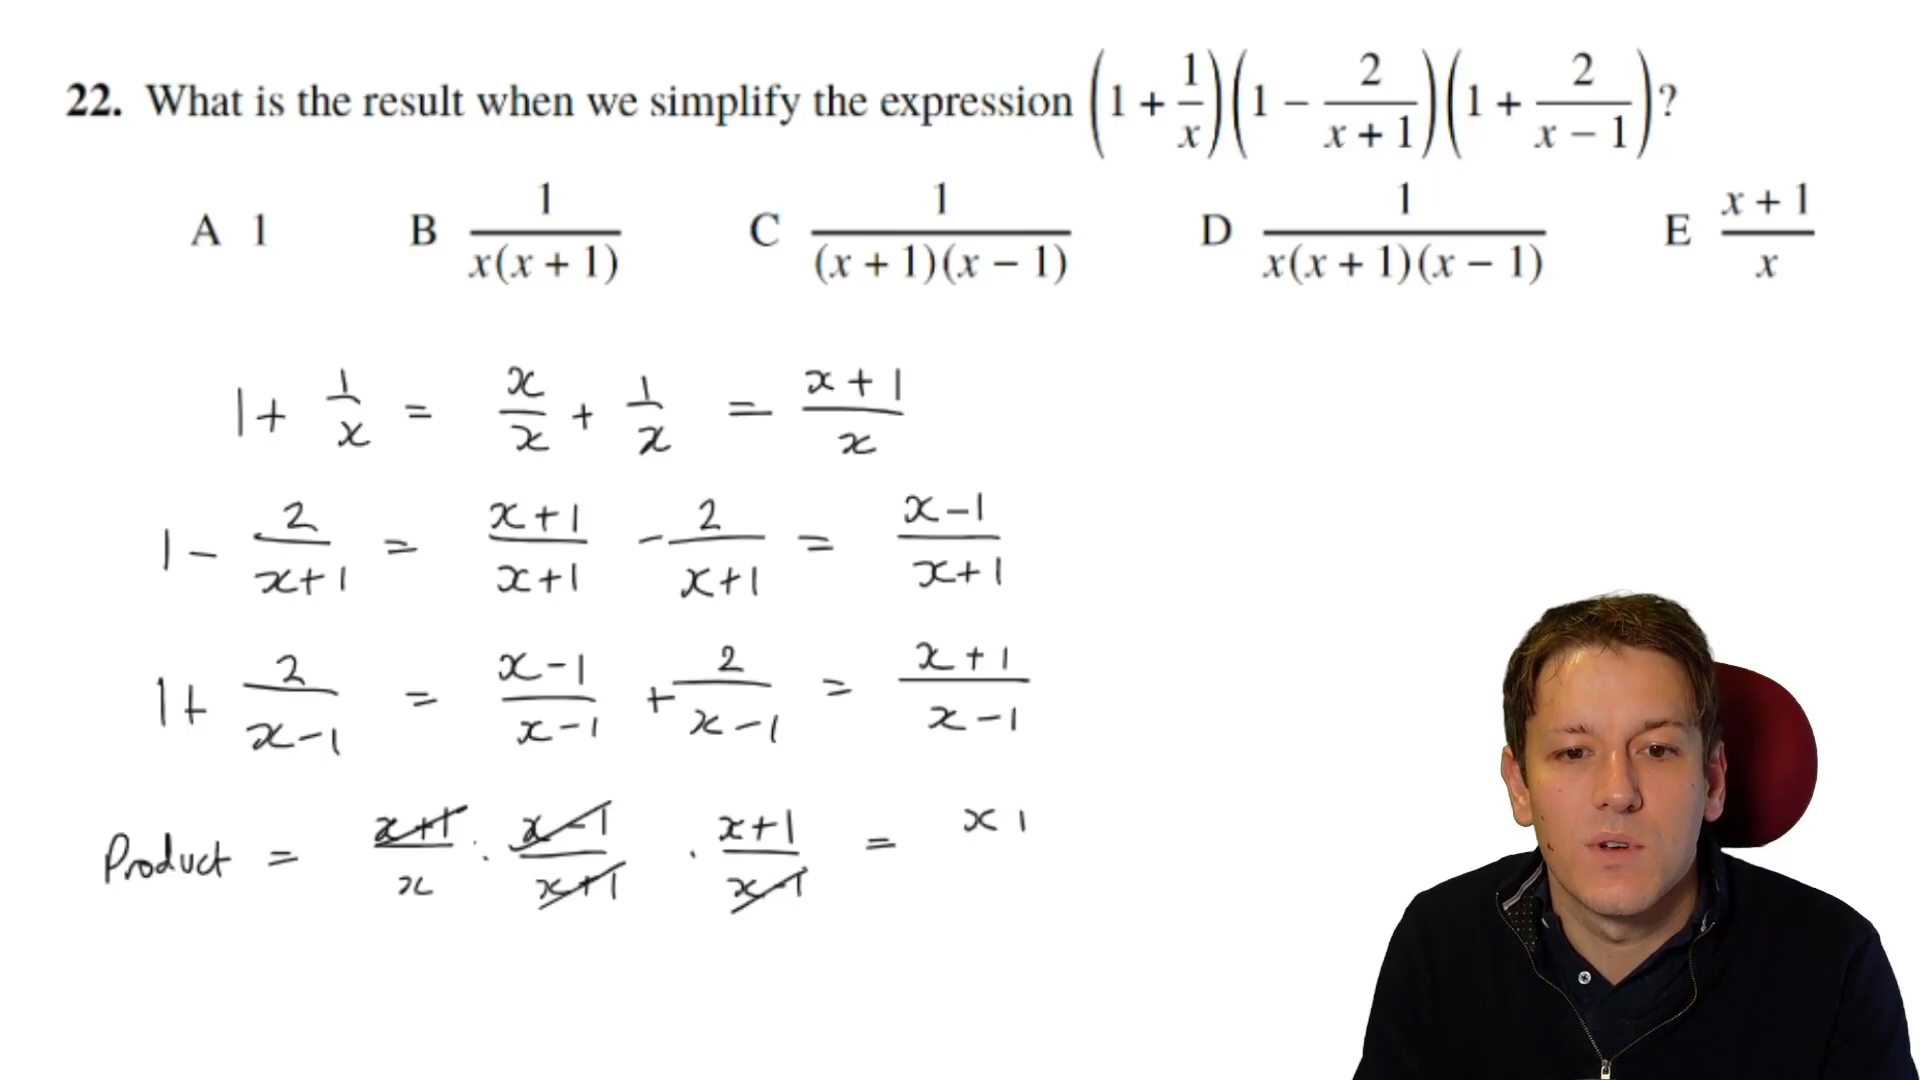 22. What is the result when we simplify the expression (1 + 1/x)(1 − 2/(x + 1))(1 + 2/(x − 1))?
A 1 B 1/(x(x + 1)) C 1/((x + 1)(x − 1)) D 1/(x(x + 1)(x − 1)) E (x + 1)/x
1 + 1/x = x/x + 1/x = (x + 1)/x
1 − 2/(x+1) = (x+1)/(x+1) − 2/(x+1) = (x−1)/(x+1)
1 + 2/(x−1) = (x−1)/(x−1) + 2/(x−1) = (x+1)/(x−1)
Product = (x+1)/x · (x−1)/(x+1) · (x+1)/(x−1) = x 1